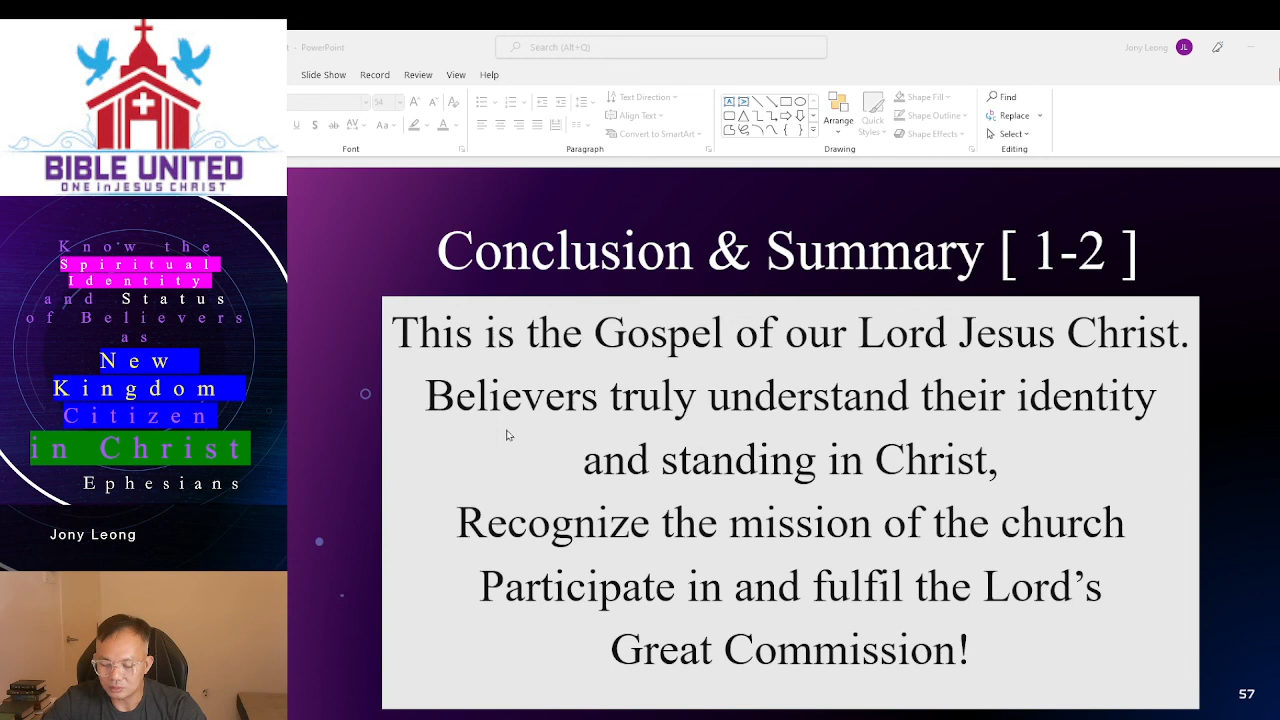 BIBLE UNITED
ONE in JESUS CHRIST
Know the
Spiritual
Identity
and Status
of Believers
as
New
Kingdom
Citizen
in Christ
Ephesians
Jony Leong
t - PowerPoint
Search (Alt+Q)
Jony Leong JL
Slide Show Record Review View Help
34
Text Direction
Align Text
Convert to SmartArt
Arrange
Quick
Styles
Shape Fill
Shape Outline
Shape Effects
Find
Replace
Select
Font
Paragraph
Drawing
Editing
Conclusion & Summary [ 1-2 ]
This is the Gospel of our Lord Jesus Christ.
Believers truly understand their identity
and standing in Christ,
Recognize the mission of the church
Participate in and fulfil the Lord’s
Great Commission!
57